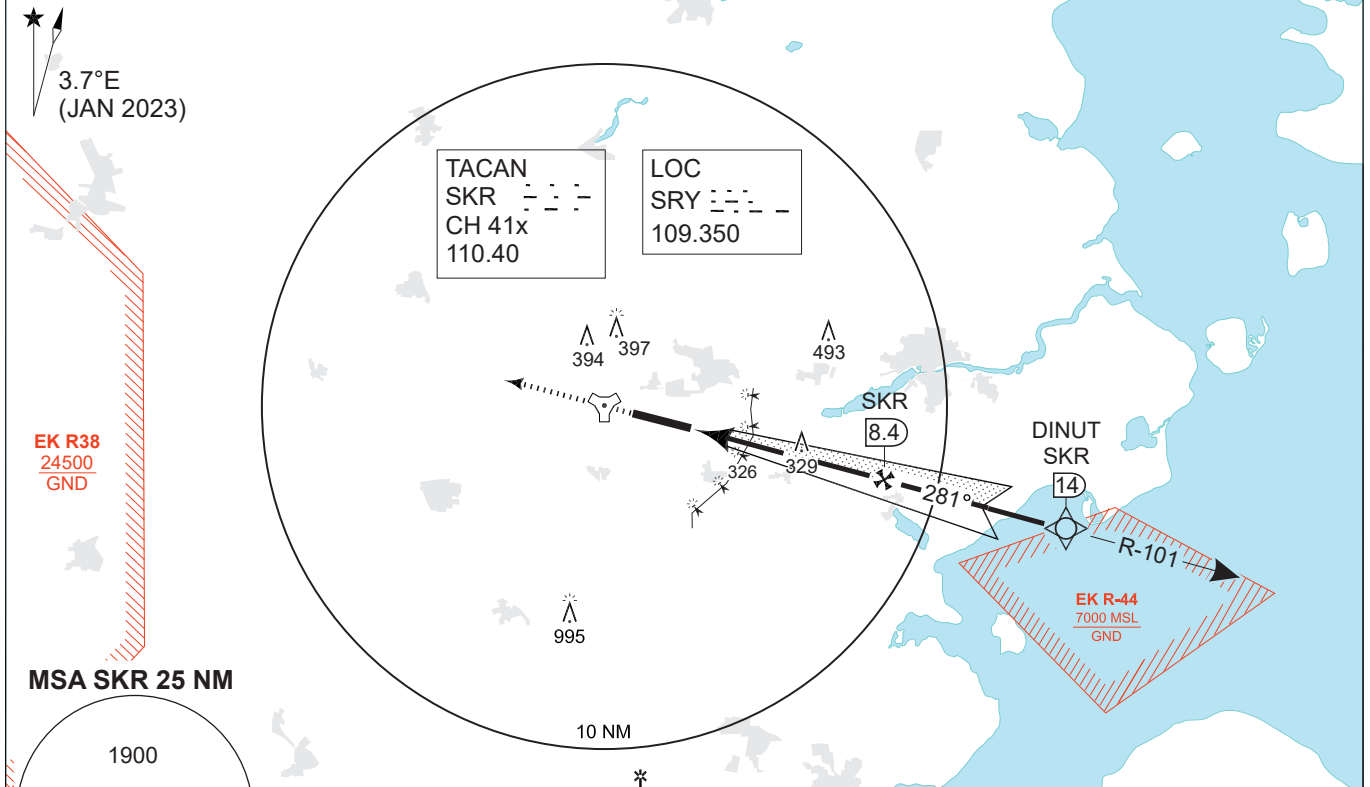 3.7°E
(JAN 2023)
TACAN
SKR
CH 41x
110.40
LOC
SRY
109.350
394
397
493
SKR
8.4
DINUT
SKR
14
326
329
281°
R-101
EK R38
24500
GND
EK R-44
7000 MSL
GND
995
MSA SKR 25 NM
10 NM
1900